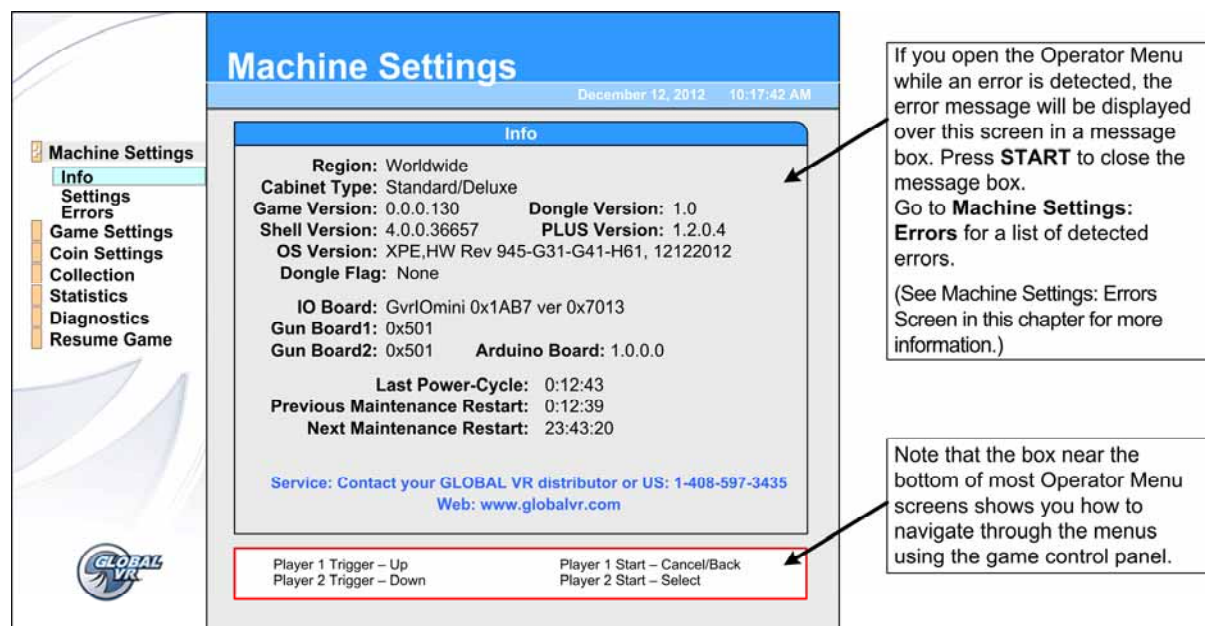 Machine Settings
December 12, 2012 10:17:42 AM
Machine Settings
Info
Settings
Errors
Game Settings
Coin Settings
Collection
Statistics
Diagnostics
Resume Game
GLOBAL
VR
Info
Region: Worldwide
Cabinet Type: Standard/Deluxe
Game Version: 0.0.0.130 Dongle Version: 1.0
Shell Version: 4.0.0.36657 PLUS Version: 1.2.0.4
OS Version: XPE,HW Rev 945-G31-G41-H61, 12122012
Dongle Flag: None
IO Board: GvrIOmini 0x1AB7 ver 0x7013
Gun Board1: 0x501
Gun Board2: 0x501 Arduino Board: 1.0.0.0
Last Power-Cycle: 0:12:43
Previous Maintenance Restart: 0:12:39
Next Maintenance Restart: 23:43:20
Service: Contact your GLOBAL VR distributor or US: 1-408-597-3435
Web: www.globalvr.com
Player 1 Trigger – Up Player 1 Start – Cancel/Back
Player 2 Trigger – Down Player 2 Start – Select
If you open the Operator Menu
while an error is detected, the
error message will be displayed
over this screen in a message
box. Press START to close the
message box.
Go to Machine Settings:
Errors for a list of detected
errors.
(See Machine Settings: Errors
Screen in this chapter for more
information.)
Note that the box near the
bottom of most Operator Menu
screens shows you how to
navigate through the menus
using the game control panel.